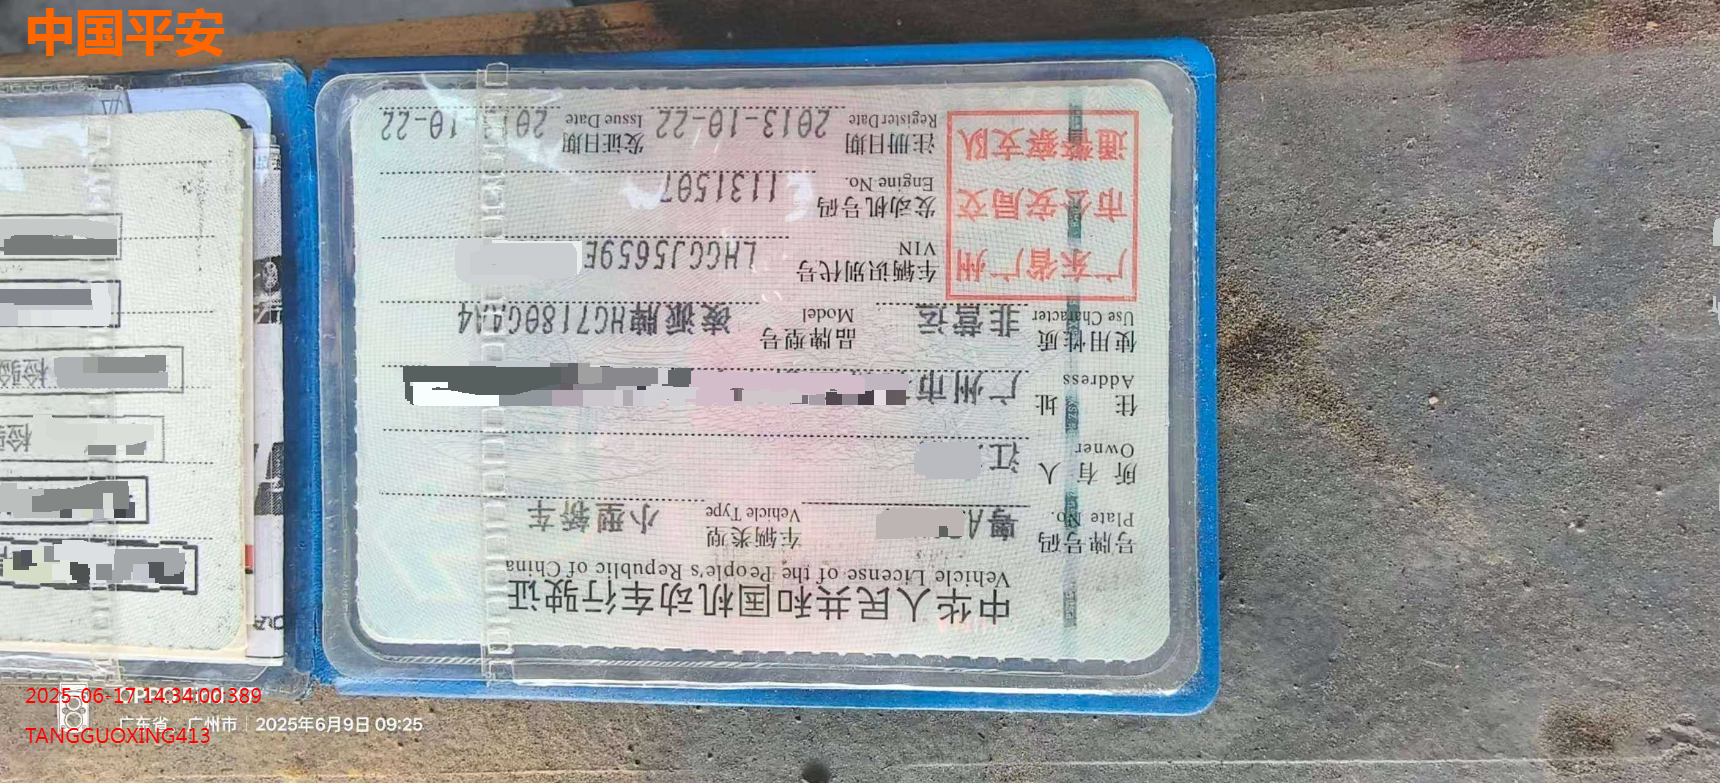 中国平安
中华人民共和国机动车行驶证
Vehicle License of the People's Republic of China
号牌号码 粤A 车辆类型 小型轿车
Plate No. Vehicle Type
所有人 江
Owner
住址 广州市
Address
使用性质 非营运 品牌型号 凌派牌HG7180GAA4
Use Character Model
车辆识别代号 LHGGJ5659E
VIN
发动机号码 1131507
Engine No.
注册日期 2013-10-22 发证日期 2013-10-22
Register Date Issue Date
广东省广州
市公安局交
通警察支队
检验
检
2025-06-17 14:34:00:389
广东省 广州市 | 2025年6月9日 09:25
TANGGUOXING413